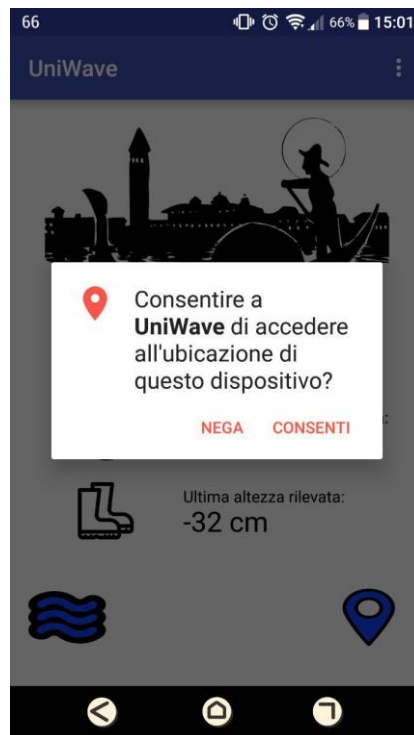 66
66% 15:01
UniWave
Consentire a
UniWave di accedere
all'ubicazione di
questo dispositivo?
NEGA CONSENTI
Ultima altezza rilevata:
-32 cm